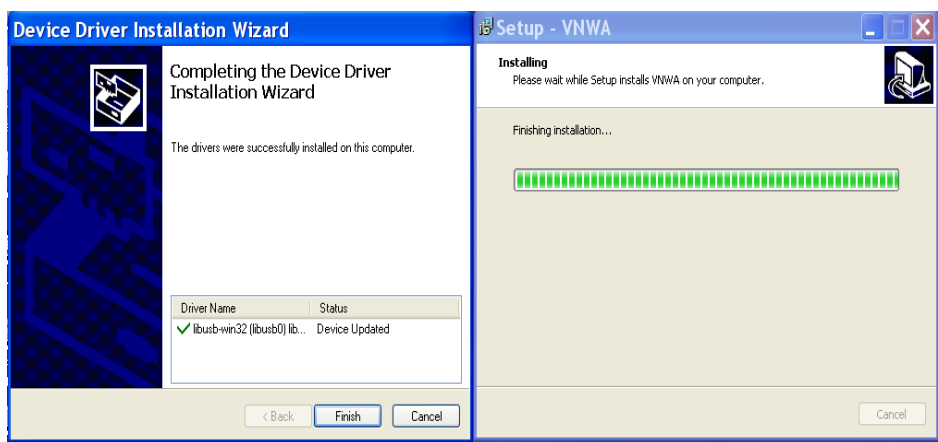 Device Driver Installation Wizard
Completing the Device Driver
Installation Wizard
The drivers were successfully installed on this computer.
Driver Name Status
libusb-win32 (libusb0) lib... Device Updated
< Back Finish Cancel
Setup - VNWA
Installing
Please wait while Setup installs VNWA on your computer.
Finishing installation...
Cancel